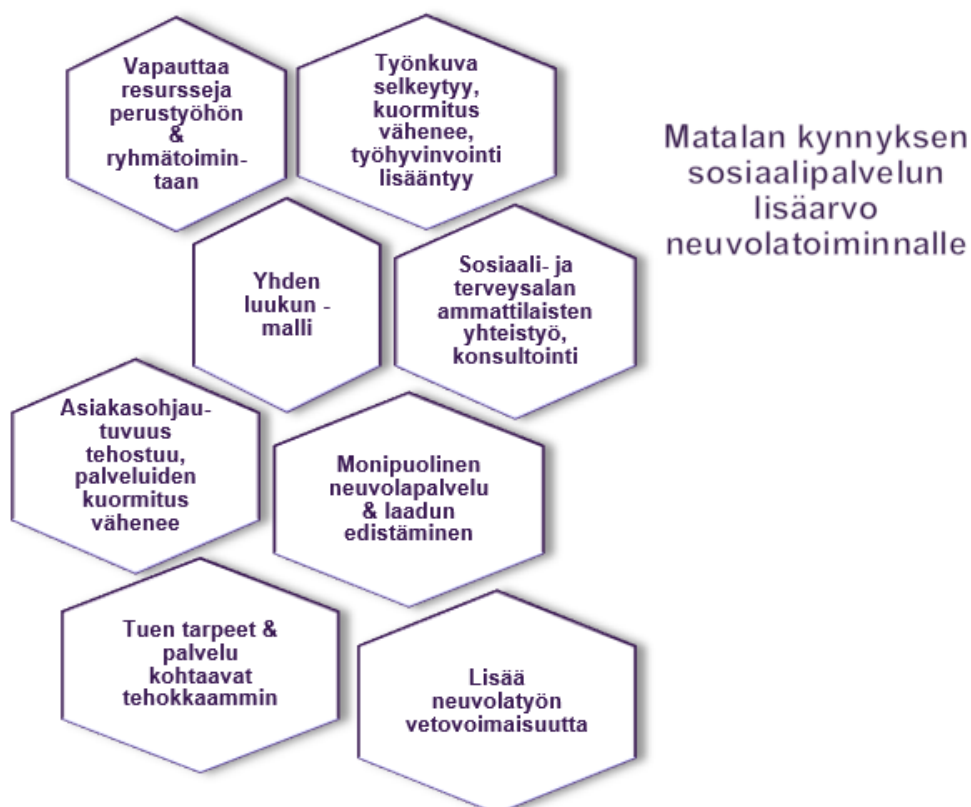 Vapauttaa
resursseja
perustyöhön
&
ryhmätoimin-
taan
Työnkuva
selkeytyy,
kuormitus
vähenee,
työhyvinvointi
lisääntyy
Matalan kynnyksen
sosiaalipalvelun
lisäarvo
neuvolatoiminnalle
Yhden
luukun -
malli
Sosiaali- ja
terveysalan
ammattilaisten
yhteistyö,
konsultointi
Asiakasohjau-
tuvuus
tehostuu,
palveluiden
kuormitus
vähenee
Monipuolinen
neuvolapalvelu
& laadun
edistäminen
Tuen tarpeet &
palvelu
kohtaavat
tehokkaammin
Lisää
neuvolatyön
vetovoimaisuutta